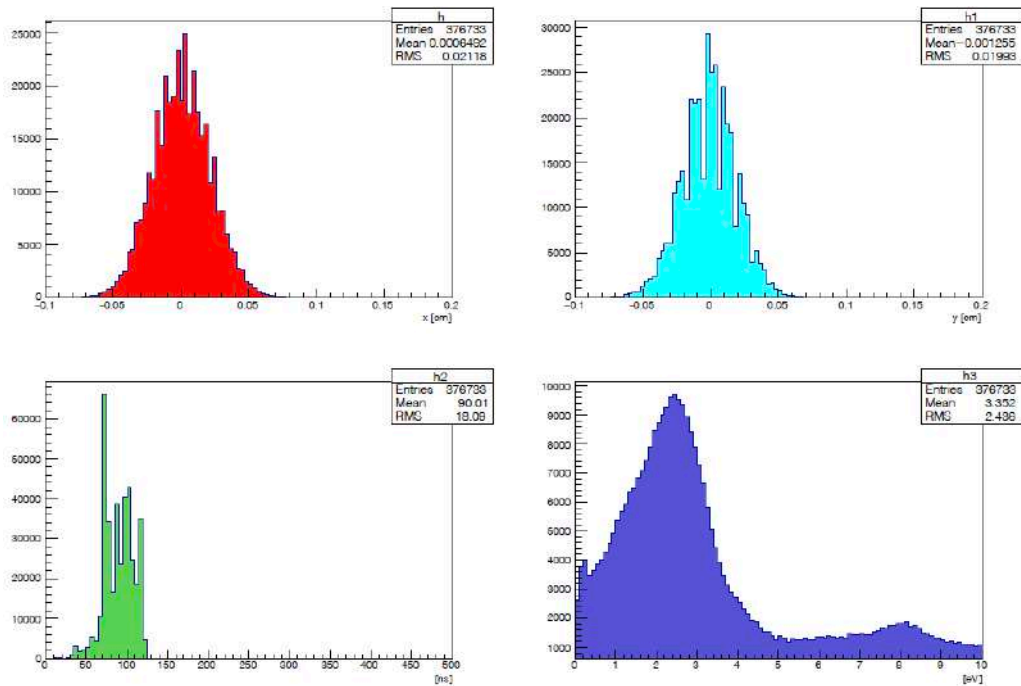 h
Entries 376733
Mean 0.0006492
RMS 0.02118
25000
20000
15000
10000
5000
0
-0.1 -0.05 0 0.05 0.1 0.15 0.2
x [cm]
h1
Entries 376733
Mean -0.001255
RMS 0.01993
30000
25000
20000
15000
10000
5000
0
-0.1 -0.05 0 0.05 0.1 0.15 0.2
y [cm]
h2
Entries 376733
Mean 90.01
RMS 18.09
60000
50000
40000
30000
20000
10000
0
0 50 100 150 200 250 300 350 400 450 500
[ns]
h3
Entries 376733
Mean 3.352
RMS 2.436
10000
9000
8000
7000
6000
5000
4000
3000
2000
1000
0 1 2 3 4 5 6 7 8 9 10
[eV]